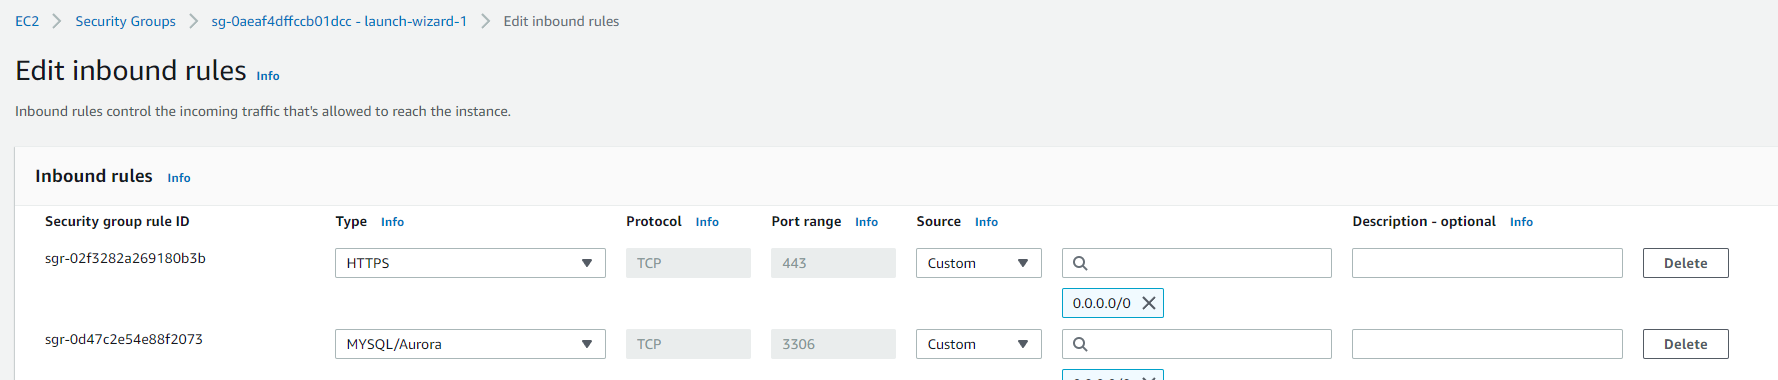 EC2 Security Groups sg-0aeaf4dffccb01dcc - launch-wizard-1 Edit inbound rules
Edit inbound rules Info
Inbound rules control the incoming traffic that's allowed to reach the instance.
Inbound rules Info
Security group rule ID Type Info Protocol Info Port range Info Source Info Description - optional Info
sgr-02f3282a269180b3b HTTPS TCP 443 Custom Delete
0.0.0.0/0
sgr-0d47c2e54e88f2073 MYSQL/Aurora TCP 3306 Custom Delete